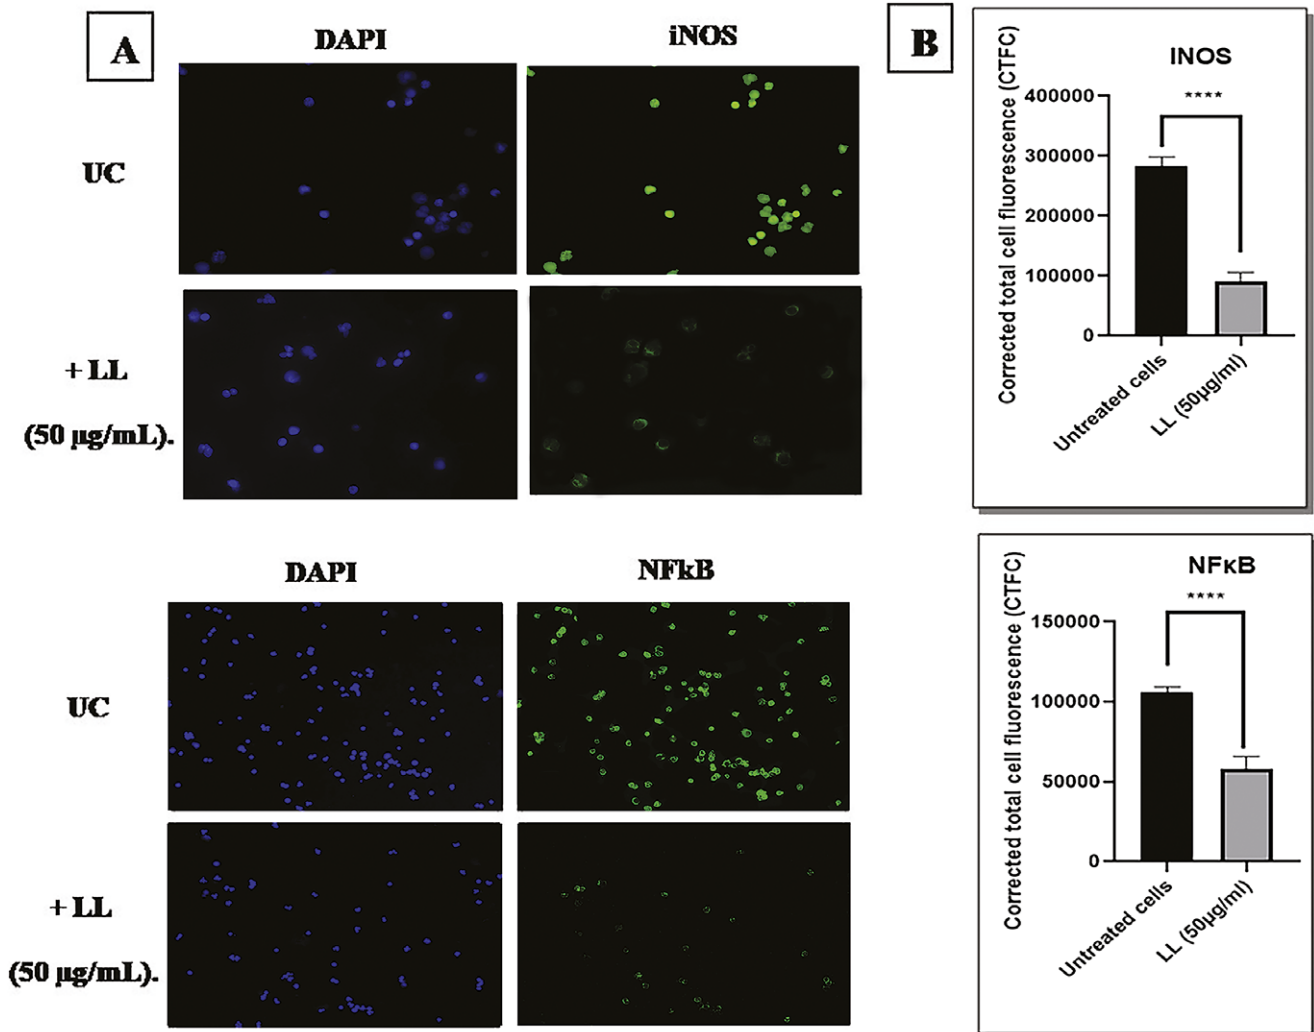 A
DAPI
iNOS
UC
+ LL
(50 µg/mL).
DAPI
NFkB
UC
+ LL
(50 µg/mL).
B
INOS
Corrected total cell fluorescence (CTFC)
400000
300000
200000
100000
0
****
Untreated cells
LL (50µg/ml)
NFκB
Corrected total cell fluorescence (CTFC)
150000
100000
50000
0
****
Untreated cells
LL (50µg/ml)